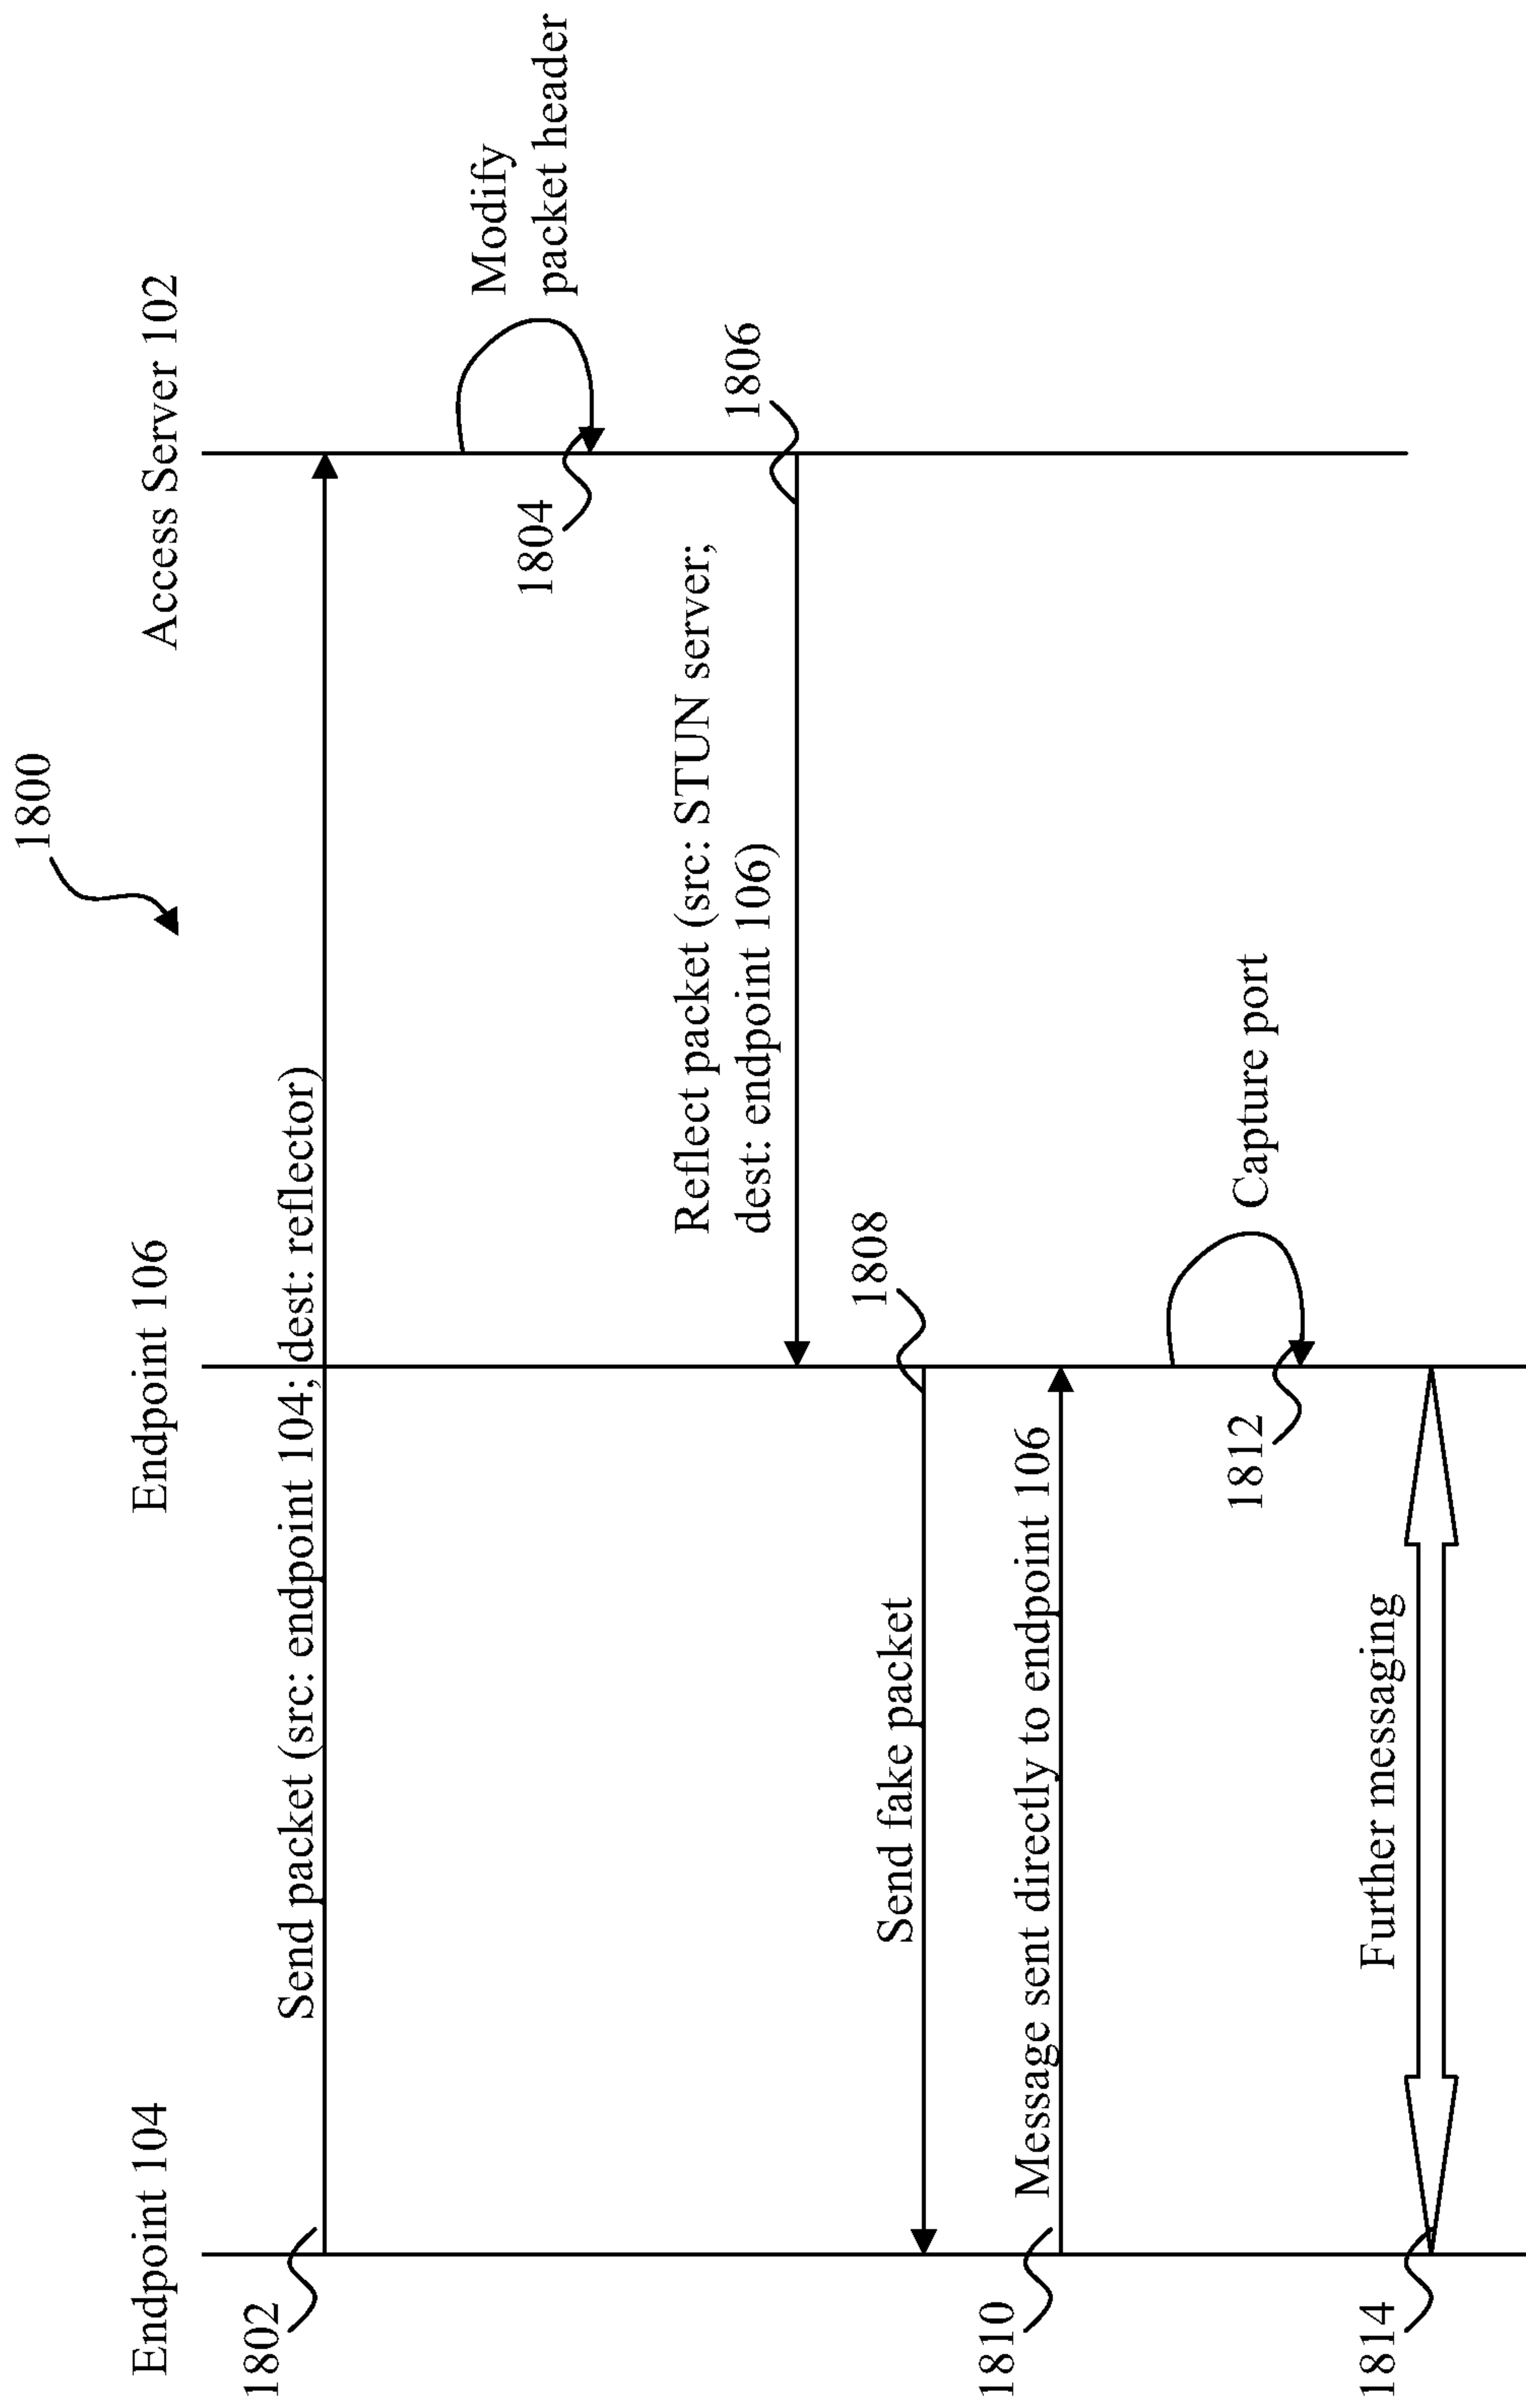 1800
Endpoint 104
Endpoint 106
Access Server 102
1802
Send packet (src: endpoint 104; dest: reflector)
Modify
packet header
1804
Reflect packet (src: STUN server;
dest: endpoint 106)
1806
1808
Send fake packet
1810
Message sent directly to endpoint 106
Capture port
1812
Further messaging
1814